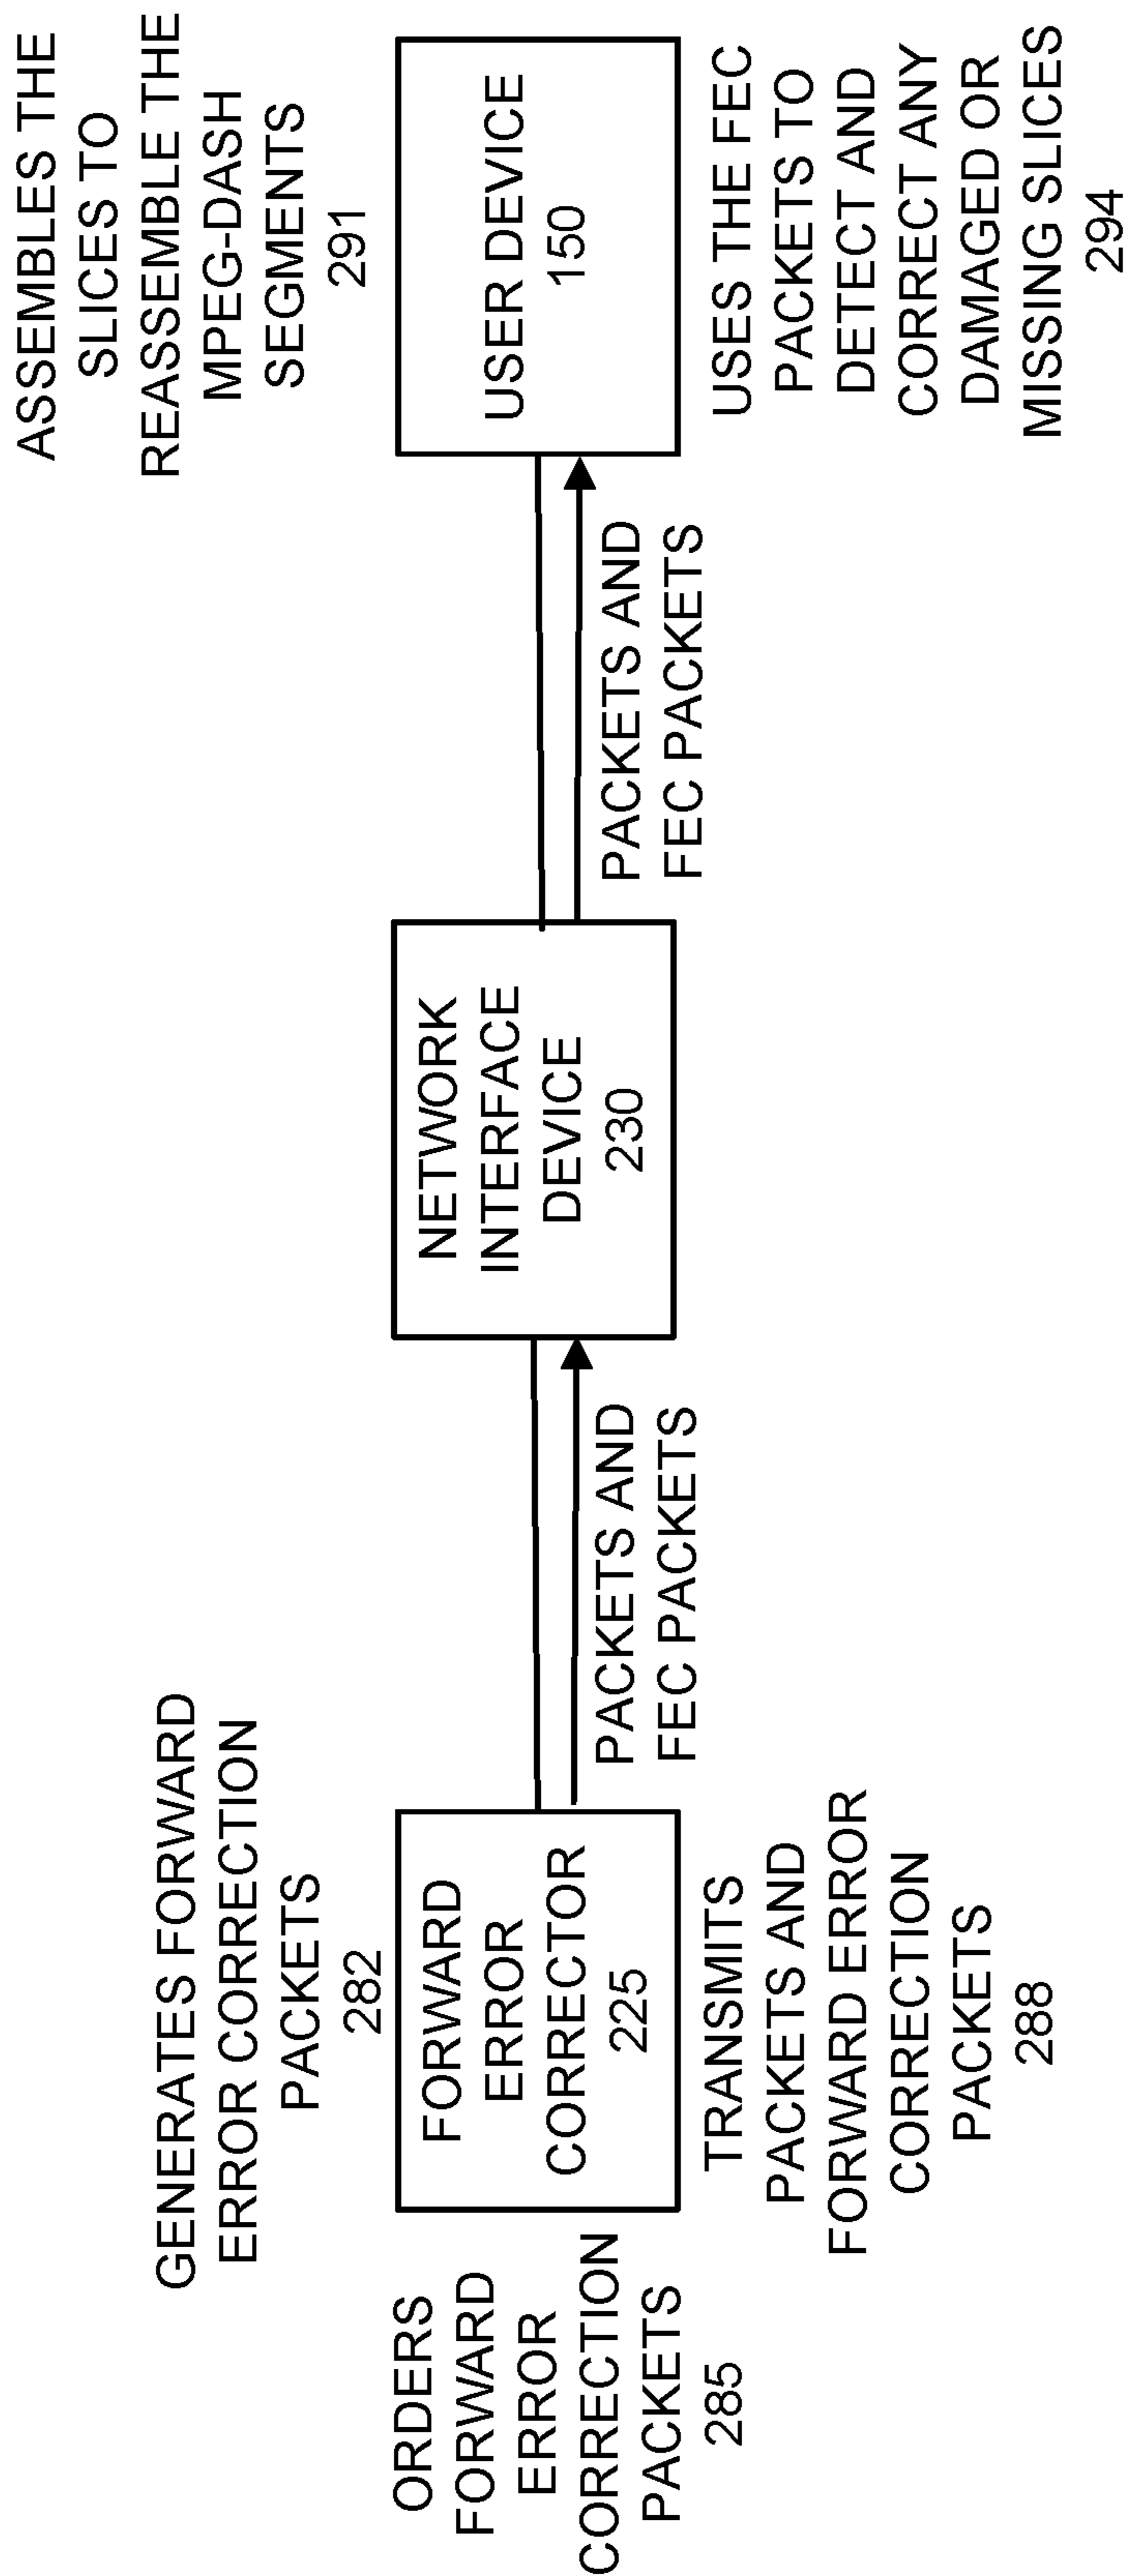 ORDERS
FORWARD
ERROR
CORRECTION
PACKETS
285
GENERATES FORWARD
ERROR CORRECTION
PACKETS
282
FORWARD
ERROR
CORRECTOR
225
TRANSMITS
PACKETS AND
FORWARD ERROR
CORRECTION
PACKETS
288
PACKETS AND
FEC PACKETS
NETWORK
INTERFACE
DEVICE
230
PACKETS AND
FEC PACKETS
ASSEMBLES THE
SLICES TO
REASSEMBLE THE
MPEG-DASH
SEGMENTS
291
USER DEVICE
150
USES THE FEC
PACKETS TO
DETECT AND
CORRECT ANY
DAMAGED OR
MISSING SLICES
294